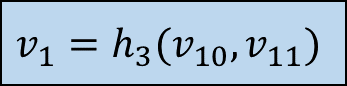 v₁ = h₃(v₁₀, v₁₁)